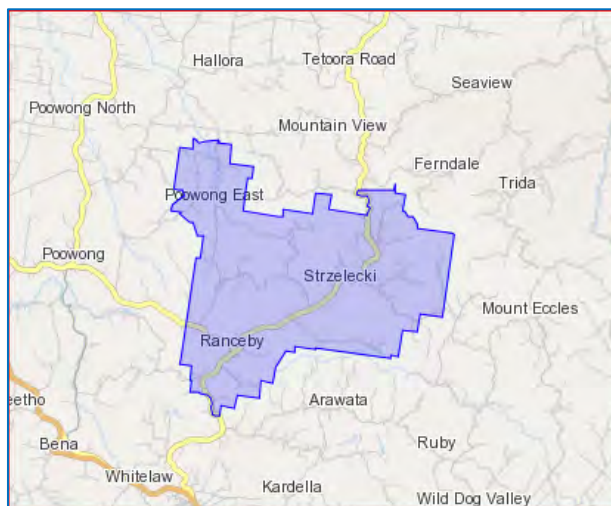 Hallora
Tetoora Road
Seaview
Poowong North
Mountain View
Ferndale
Trida
Poowong East
Poowong
Strzelecki
Mount Eccles
Ranceby
eetho
Arawata
Bena
Ruby
Whitelaw
Kardella
Wild Dog Valley